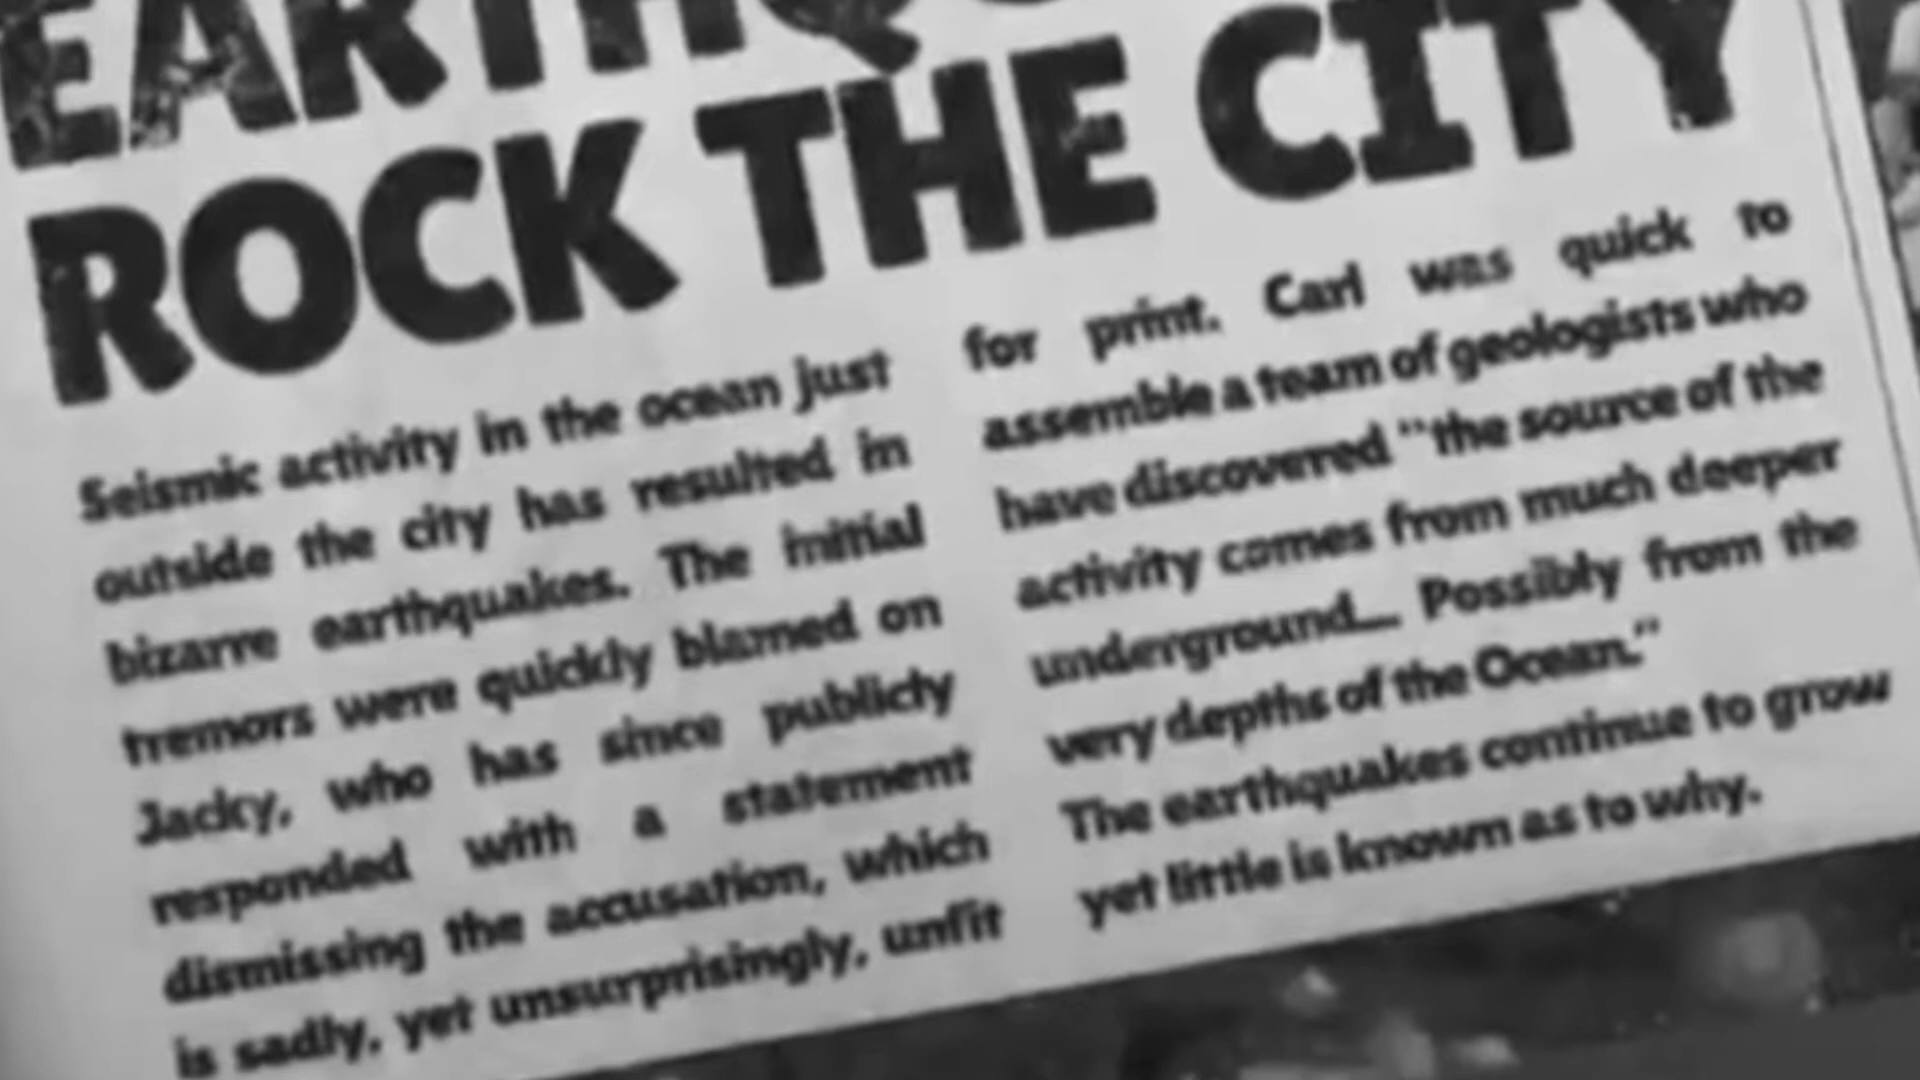 ROCK THE CITY
Seismic activity in the ocean just
outside the city has resulted in
bizarre earthquakes. The initial
tremors were quickly blamed on
Jacky, who has since publicly
responded with a statement
dismissing the accusation, which
is sadly, yet unsurprisingly, unfit
for print. Carl was quick to
assemble a team of geologists who
have discovered "the source of the
activity comes from much deeper
underground... Possibly from the
very depths of the Ocean."
The earthquakes continue to grow
yet little is known as to why.